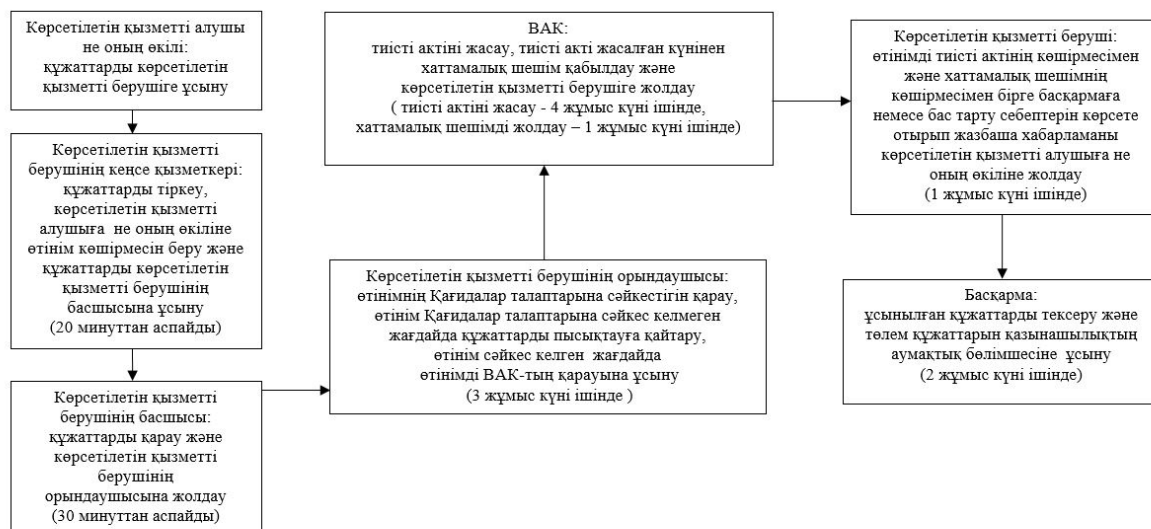 Көрсетілетін қызметті алушы
не оның өкілі:
құжаттарды көрсетілетін
қызметті берушіге ұсыну
Көрсетілетін қызметті
берушінің кеңсе қызметкері:
құжаттарды тіркеу,
көрсетілетін қызметті
алушыға не оның өкіліне
өтінім көшірмесін беру және
құжаттарды көрсетілетін
қызметті берушінің
басшысына ұсыну
(20 минуттан аспайды)
Көрсетілетін қызметті
берушінің басшысы:
құжаттарды қарау және
көрсетілетін қызметті
берушінің
орындаушысына жолдау
(30 минуттан аспайды)
Көрсетілетін қызметті берушінің орындаушысы:
өтінімнің Қағидалар талаптарына сәйкестігін қарау,
өтінім Қағидалар талаптарына сәйкес келмеген
жағдайда құжаттарды пысықтауға қайтару,
өтінім сәйкес келген жағдайда
өтінімді ВАК-тың қарауына ұсыну
(3 жұмыс күні ішінде )
ВАК:
тиісті актіні жасау, тиісті акті жасалған күнінен
хаттамалық шешім қабылдау және
көрсетілетін қызметті берушіге жолдау
( тиісті актіні жасау - 4 жұмыс күні ішінде,
хаттамалық шешімді жолдау – 1 жұмыс күні ішінде)
Көрсетілетін қызметті беруші:
өтінімді тиісті актінің көшірмесімен
және хаттамалық шешімнің
көшірмесімен бірге басқармаға
немесе бас тарту себептерін көрсете
отырып жазбаша хабарламаны
көрсетілетін қызметті алушыға не
оның өкіліне жолдау
(1 жұмыс күні ішінде)
Басқарма:
ұсынылған құжаттарды тексеру және
төлем құжаттарын қазынашылықтың
аумақтық бөлімшесіне ұсыну
(2 жұмыс күні ішінде)